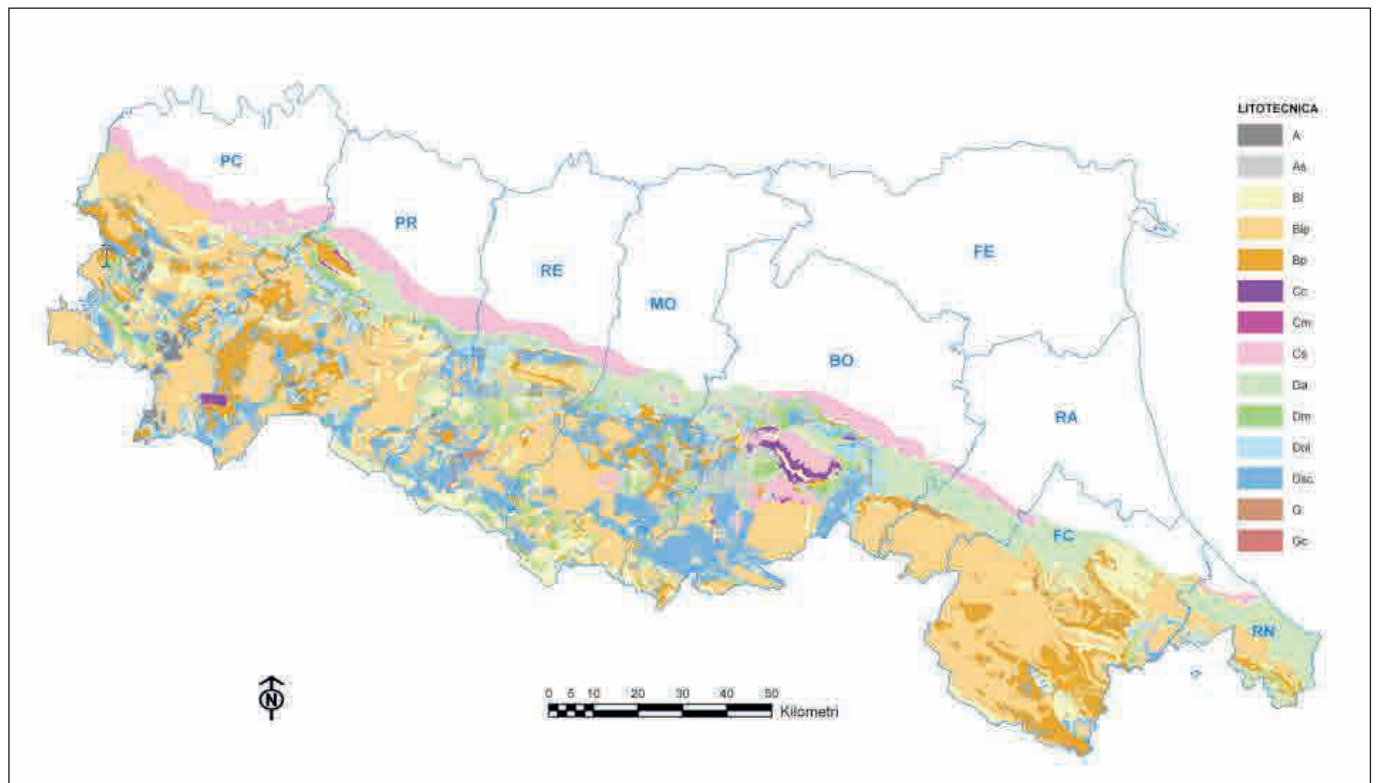 LITOTECNICA
A
As
Bl
Blp
Bp
Cc
Cm
Cs
Da
Dm
Dol
Dsc
G
Gc
PC
PR
RE
MO
BO
FE
RA
FC
RN
N
0 5 10 20 30 40 50
Kilometri